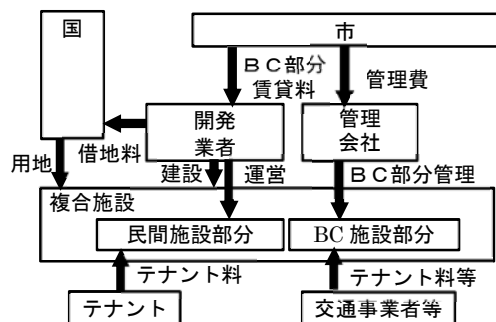 国
市
ＢＣ部分
賃貸料
管理費
開発
業者
管理
会社
借地料
用地
建設
運営
ＢＣ部分管理
複合施設
民間施設部分
BC 施設部分
テナント料
テナント料等
テナント
交通事業者等